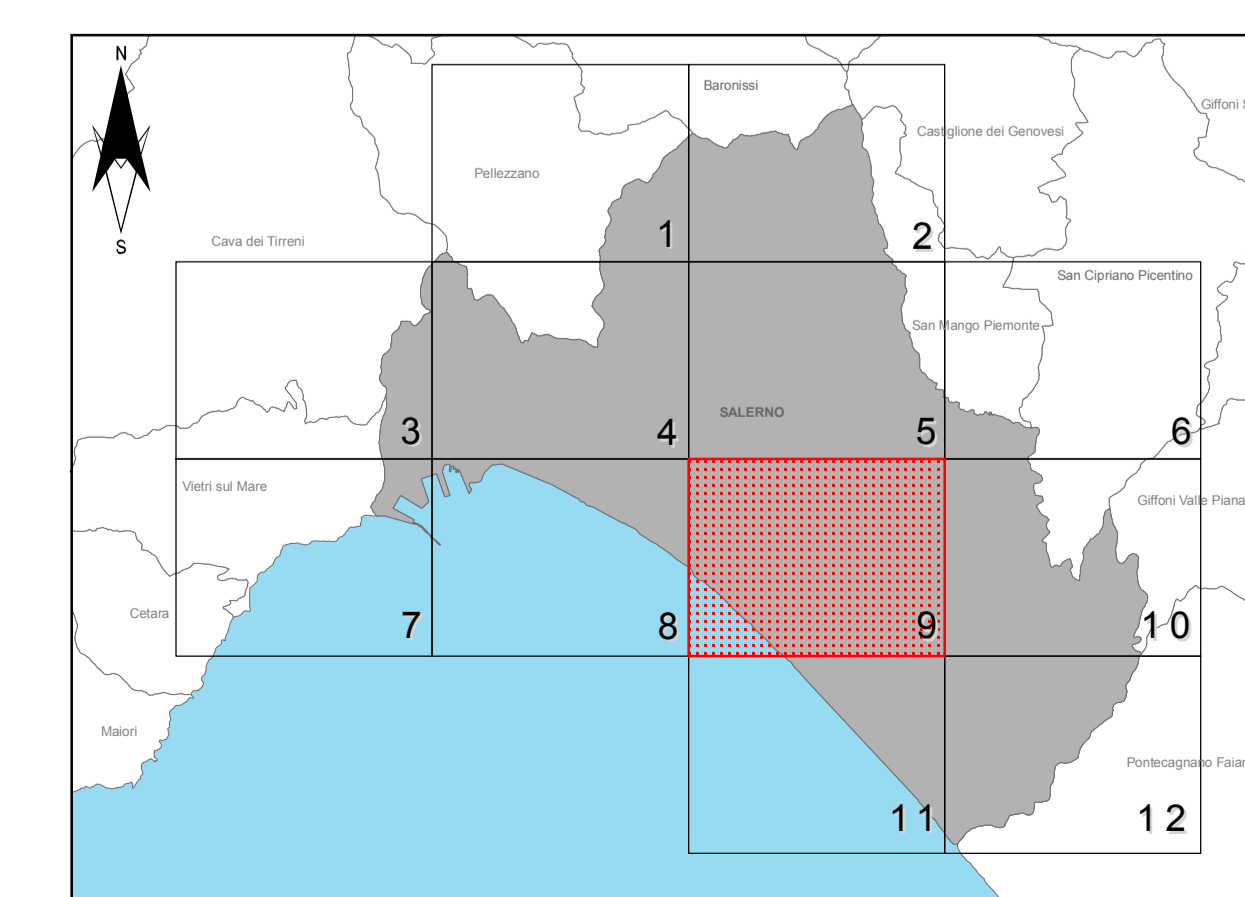 N
Baronissi
Giffoni S
Castiglione dei Genovesi
Pellezzano
1
2
S
Cava dei Tirreni
San Cipriano Picentino
San Mango Piemonte
SALERNO
3
4
5
6
Vietri sul Mare
Giffoni Valle Piana
Cetara
7
8
9
10
Maiori
Pontecagnano Faian
11
12